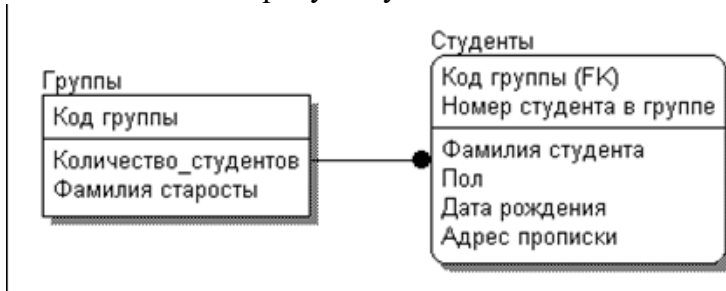 Группы
Код группы
Количество_студентов
Фамилия старосты
Студенты
Код группы (FK)
Номер студента в группе
Фамилия студента
Пол
Дата рождения
Адрес прописки